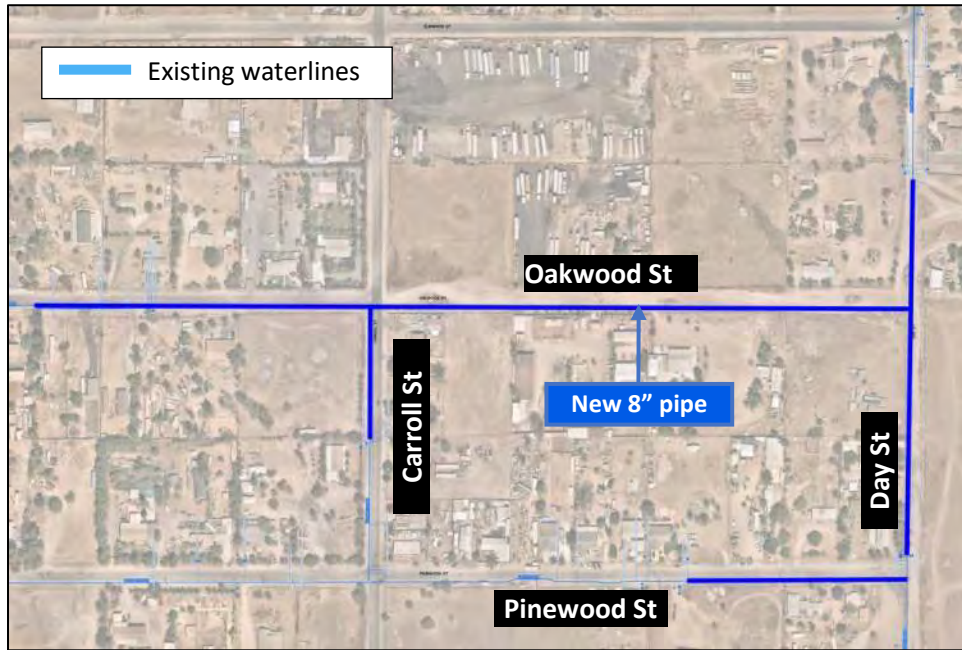 Existing waterlines
Oakwood St
New 8” pipe
Carroll St
Day St
Pinewood St